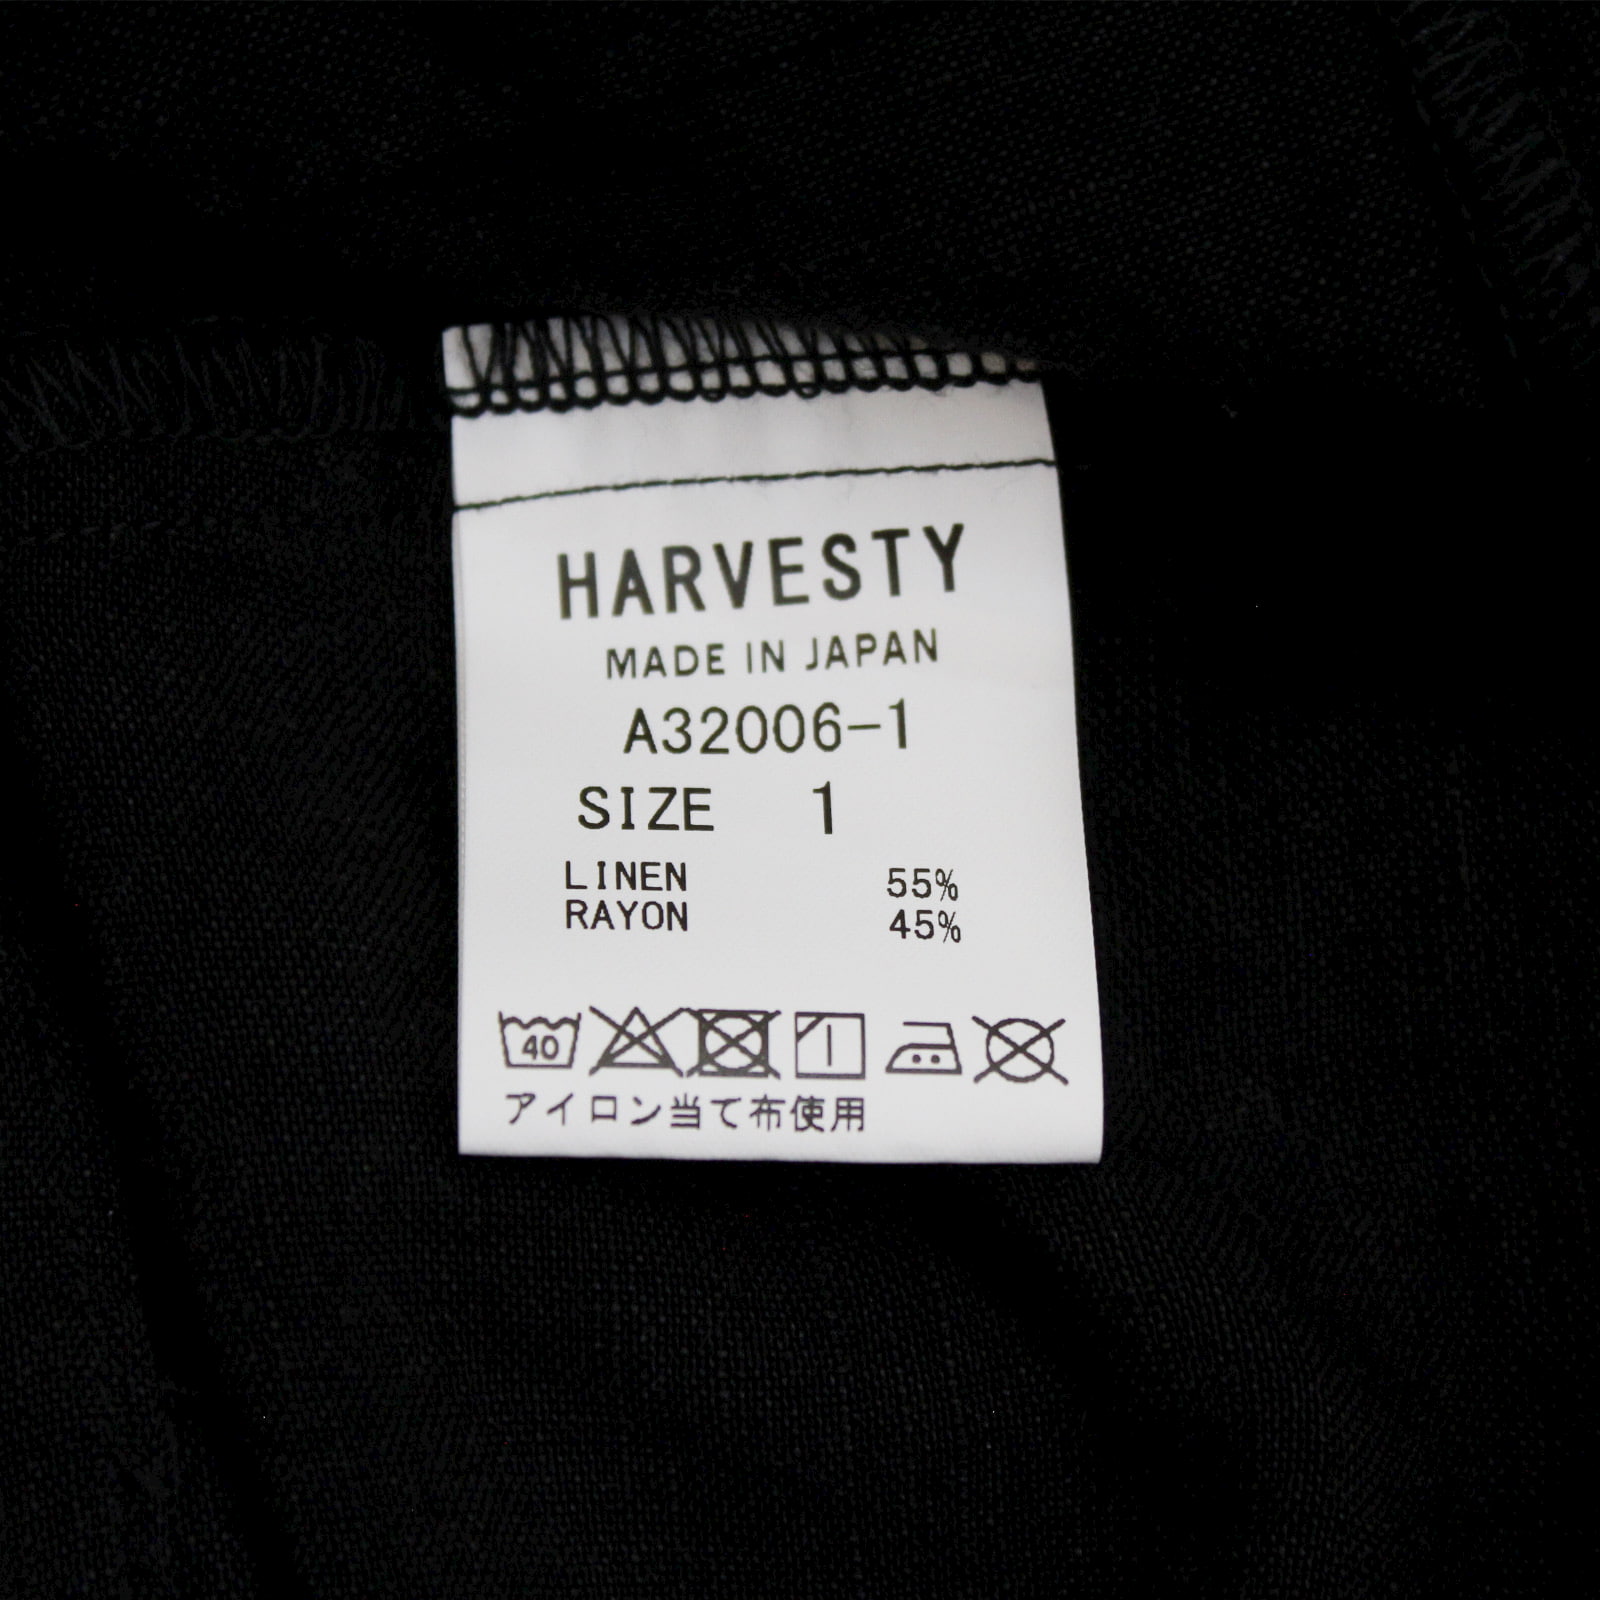 HARVESTY
MADE IN JAPAN
A32006-1
SIZE 1
LINEN 55%
RAYON 45%
40
アイロン当て布使用